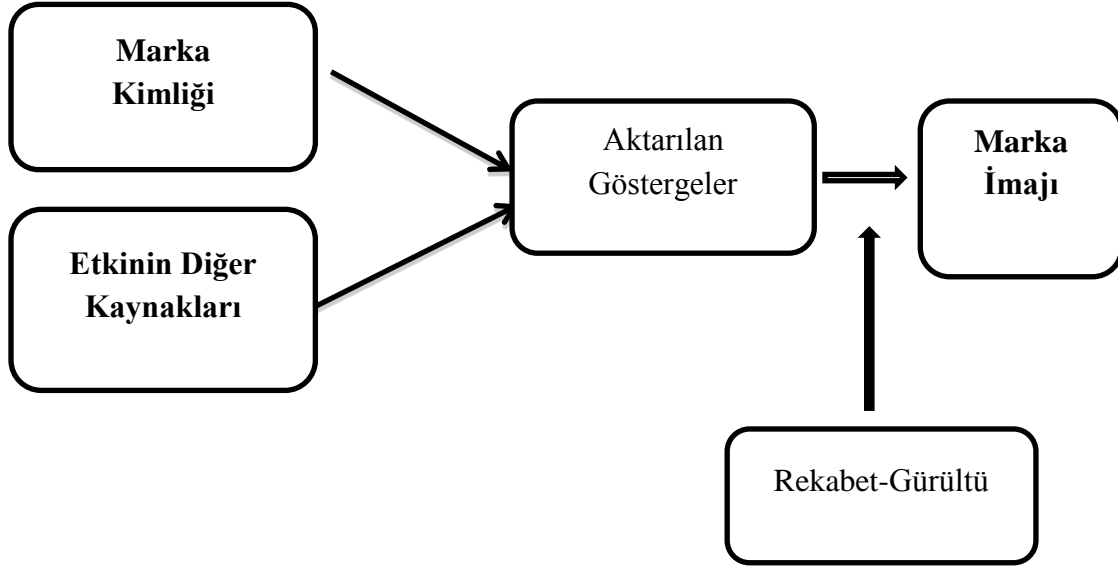 Marka
Kimliği
Etkinin Diğer
Kaynakları
Aktarılan
Göstergeler
Marka
İmajı
Rekabet-Gürültü